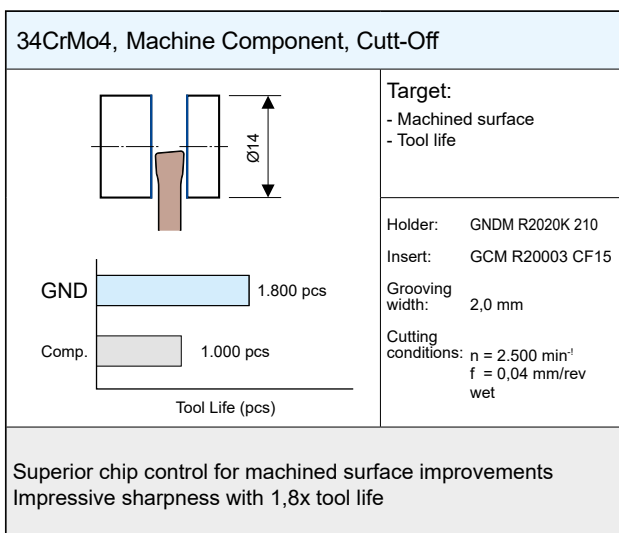 34CrMo4, Machine Component, Cutt-Off
Ø14
Target:
- Machined surface
- Tool life
GND
1.800 pcs
Comp.
1.000 pcs
Tool Life (pcs)
Holder: GNDM R2020K 210
Insert: GCM R20003 CF15
Grooving
width: 2,0 mm
Cutting
conditions: n = 2.500 min⁻¹
f = 0,04 mm/rev
wet
Superior chip control for machined surface improvements
Impressive sharpness with 1,8x tool life